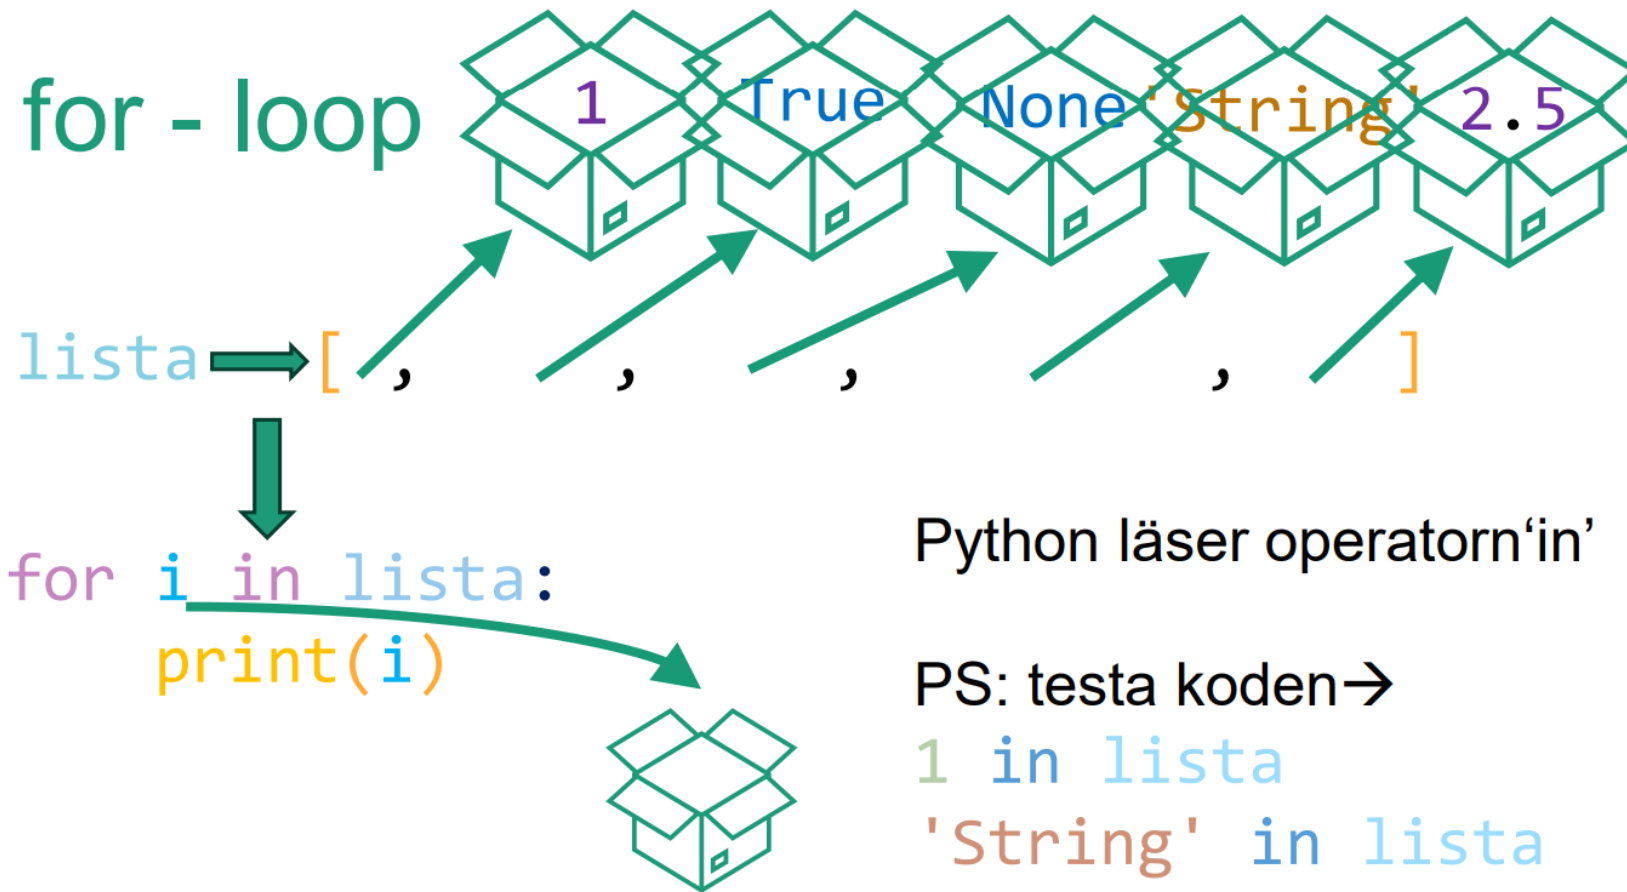 for - loop
1 True None 'String' 2.5
lista [ , , , , ]
for i in lista:
print(i)
Python läser operatorn‘in’
PS: testa koden→
1 in lista
'String' in lista